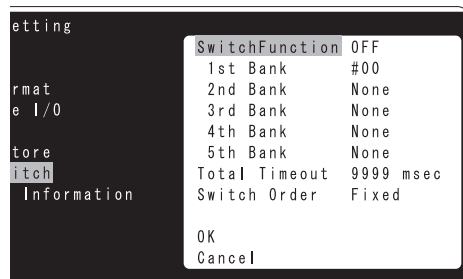 etting
rmat
e I/O
tore
itch
Information
SwitchFunction OFF
1st Bank #00
2nd Bank None
3rd Bank None
4th Bank None
5th Bank None
Total Timeout 9999 msec
Switch Order Fixed
OK
Cancel